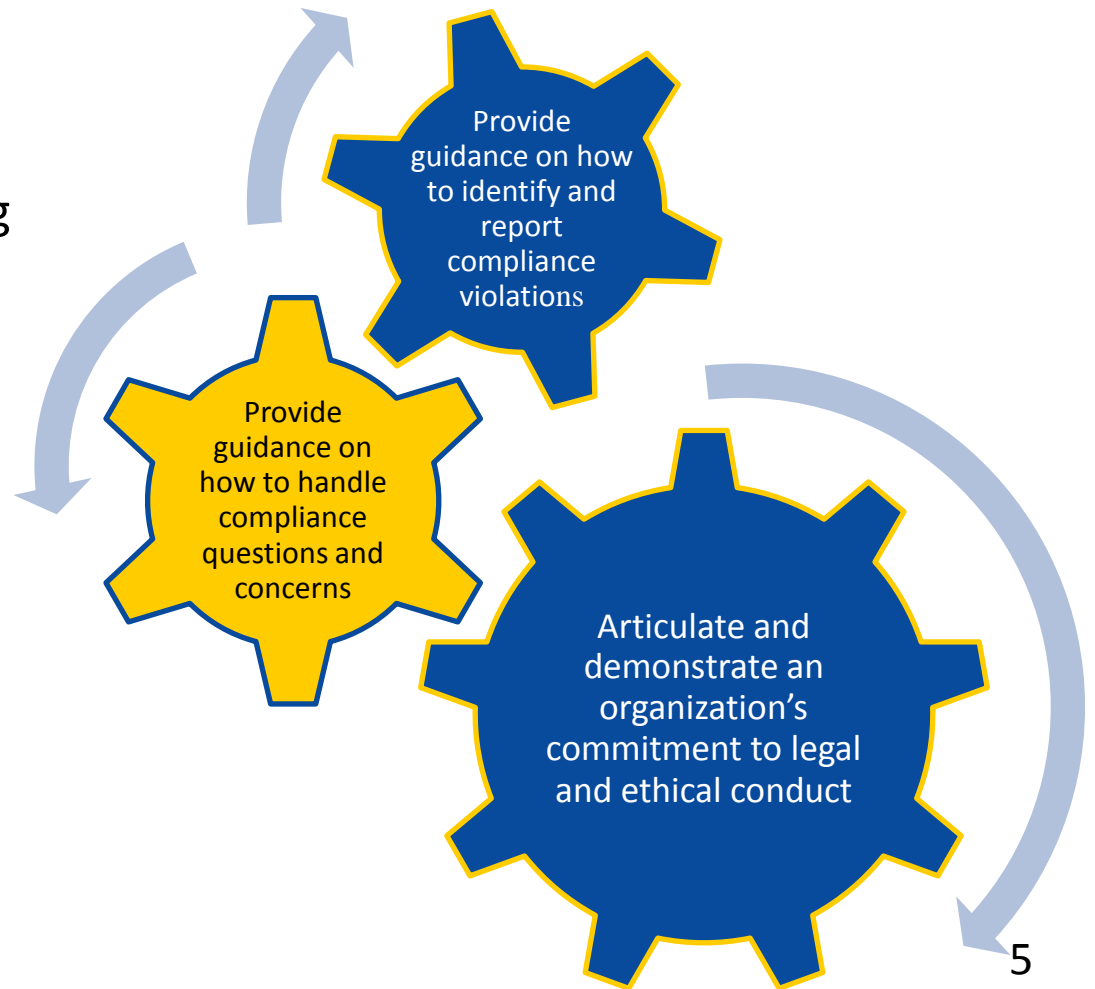 Provide
guidance on how
to identify and
report
compliance
violations
g
Provide
guidance on
how to handle
compliance
questions and
concerns
Articulate and
demonstrate an
organization’s
commitment to legal
and ethical conduct
5